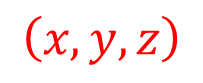 (x, y, z)